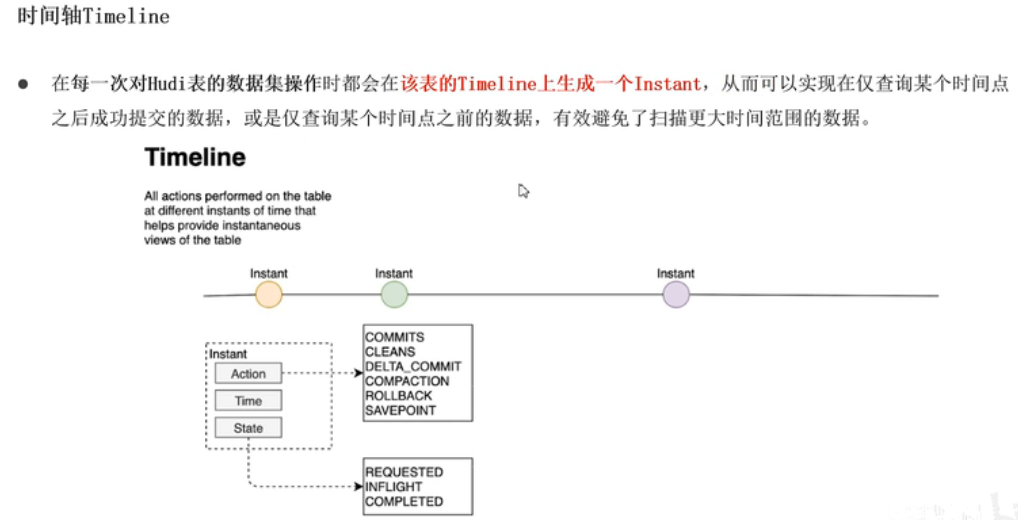 时间轴Timeline
● 在每一次对Hudi表的数据集操作时都会在该表的Timeline上生成一个Instant，从而可以实现在仅查询某个时间点
之后成功提交的数据，或是仅查询某个时间点之前的数据，有效避免了扫描更大时间范围的数据。
Timeline
All actions performed on the table
at different instants of time that
helps provide instantaneous
views of the table
Instant
Instant
Instant
Instant
Action
Time
State
COMMITS
CLEANS
DELTA_COMMIT
COMPACTION
ROLLBACK
SAVEPOINT
REQUESTED
INFLIGHT
COMPLETED